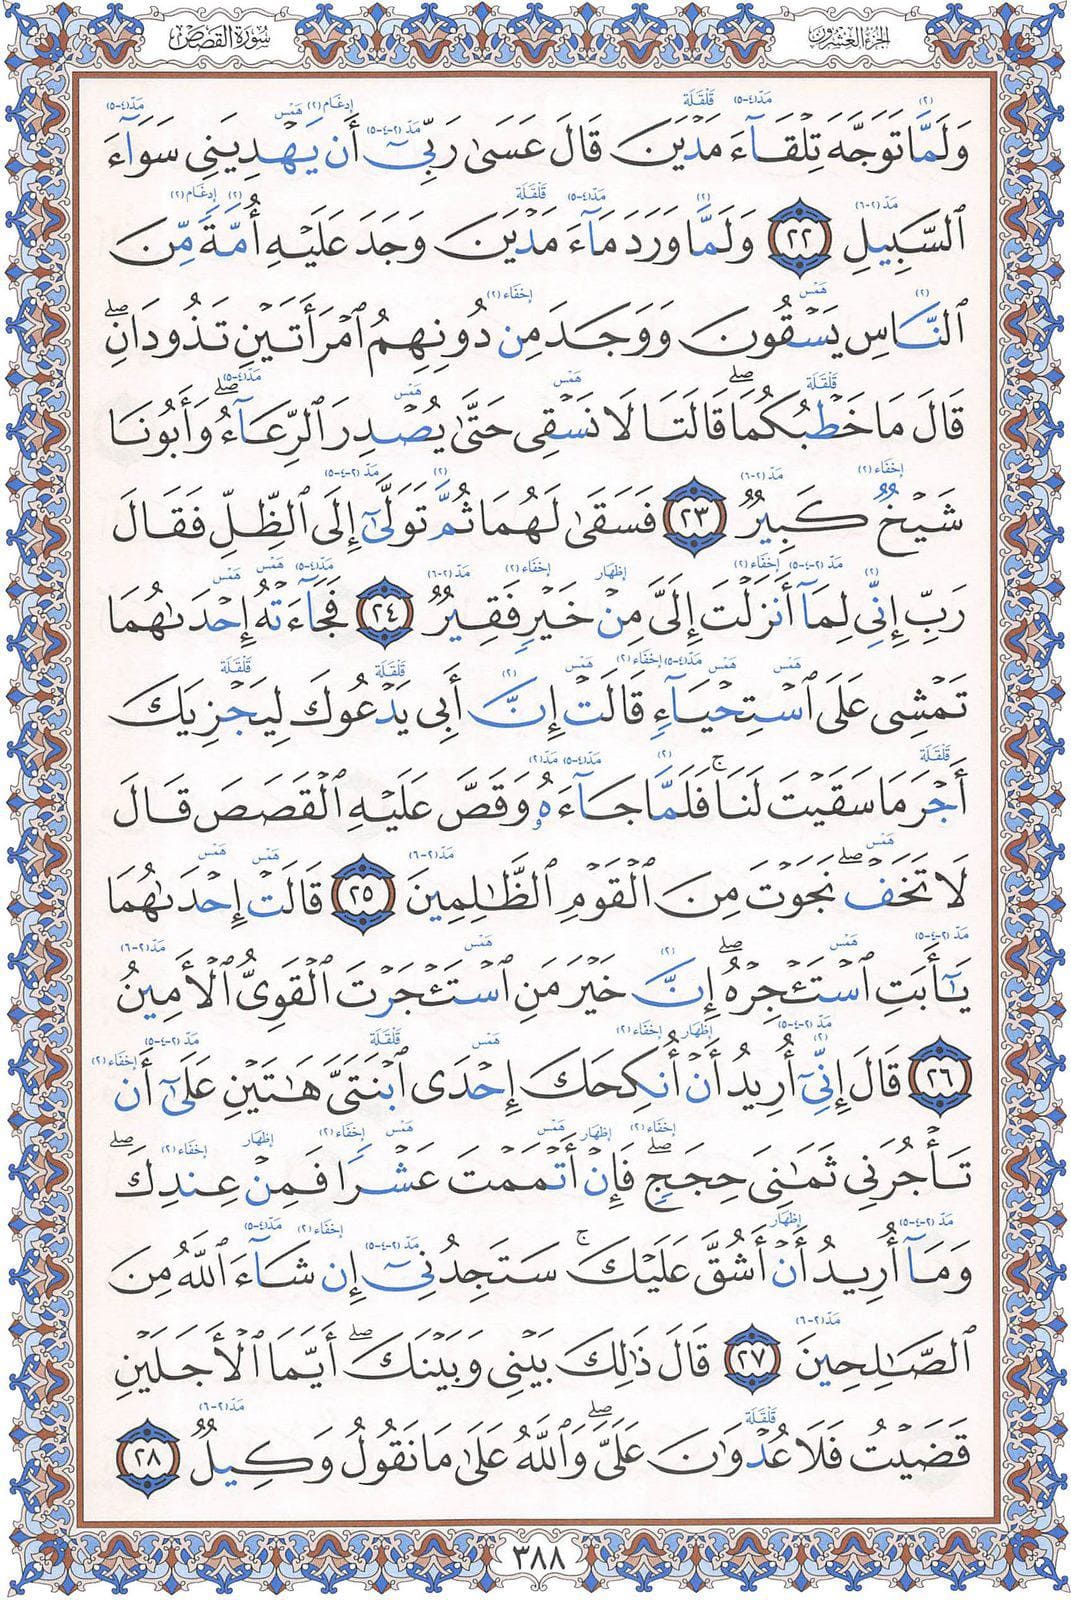 سورة القصص
الجزء العشرون
وَلَمَّا تَوَجَّهَ تِلْقَآءَ مَدْيَنَ قَالَ عَسَىٰ رَبِّىٓ أَن يَهْدِيَنِى سَوَآءَ
ٱلسَّبِيلِ ٢٢ وَلَمَّا وَرَدَ مَآءَ مَدْيَنَ وَجَدَ عَلَيْهِ أُمَّةً مِّنَ
ٱلنَّاسِ يَسْقُونَ وَوَجَدَ مِن دُونِهِمُ ٱمْرَأَتَيْنِ تَذُودَانِ ۖ
قَالَ مَا خَطْبُكُمَا ۖ قَالَتَا لَا نَسْقِى حَتَّىٰ يُصْدِرَ ٱلرِّعَآءُ ۖ وَأَبُونَا
شَيْخٌ كَبِيرٌ ٢٣ فَسَقَىٰ لَهُمَا ثُمَّ تَوَلَّىٰٓ إِلَى ٱلظِّلِّ فَقَالَ
رَبِّ إِنِّى لِمَآ أَنزَلْتَ إِلَىَّ مِنْ خَيْرٍ فَقِيرٌ ٢٤ فَجَآءَتْهُ إِحْدَىٰهُمَا
تَمْشِى عَلَى ٱسْتِحْيَآءٍ قَالَتْ إِنَّ أَبِى يَدْعُوكَ لِيَجْزِيَكَ
أَجْرَ مَا سَقَيْتَ لَنَا ۚ فَلَمَّا جَآءَهُۥ وَقَصَّ عَلَيْهِ ٱلْقَصَصَ قَالَ
لَا تَخَفْ ۖ نَجَوْتَ مِنَ ٱلْقَوْمِ ٱلظَّٰلِمِينَ ٢٥ قَالَتْ إِحْدَىٰهُمَا
يَٰٓأَبَتِ ٱسْتَـْٔجِرْهُ ۖ إِنَّ خَيْرَ مَنِ ٱسْتَـْٔجَرْتَ ٱلْقَوِىُّ ٱلْأَمِينُ
٢٦ قَالَ إِنِّىٓ أُرِيدُ أَنْ أُنكِحَكَ إِحْدَى ٱبْنَتَىَّ هَٰتَيْنِ عَلَىٰٓ أَن
تَأْجُرَنِى ثَمَٰنِىَ حِجَجٍ ۖ فَإِنْ أَتْمَمْتَ عَشْرًا فَمِنْ عِندِكَ ۖ
وَمَآ أُرِيدُ أَنْ أَشُقَّ عَلَيْكَ ۚ سَتَجِدُنِىٓ إِن شَآءَ ٱللَّهُ مِنَ
ٱلصَّٰلِحِينَ ٢٧ قَالَ ذَٰلِكَ بَيْنِى وَبَيْنَكَ ۖ أَيَّمَا ٱلْأَجَلَيْنِ
قَضَيْتُ فَلَا عُدْوَٰنَ عَلَىَّ ۖ وَٱللَّهُ عَلَىٰ مَا نَقُولُ وَكِيلٌ ٢٨
٣٨٨